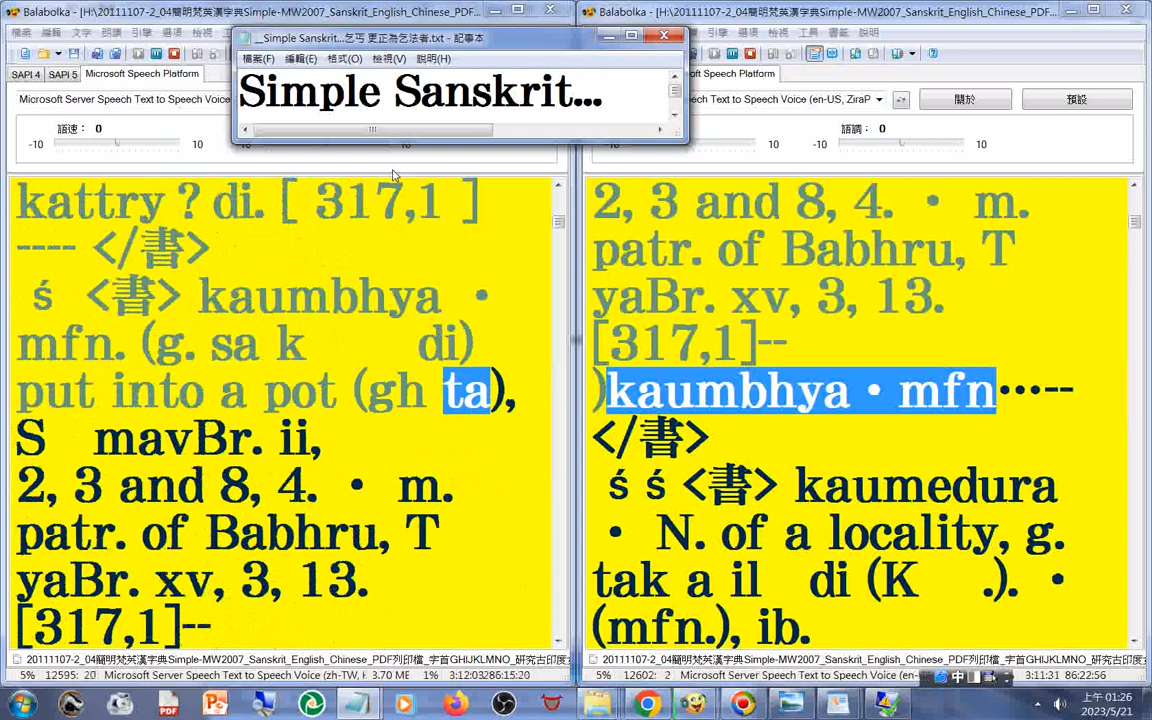 Balabolka - [H:\20111107-2_04簡明梵英漢字典Simple-MW2007_Sanskrit_English_Chinese_PDF...
Balabolka - [H:\20111107-2_04簡明梵英漢字典Simple-MW2007_Sanskrit_English_Chinese_PDF...
__Simple Sanskrit...乞丐 更正為乞法者.txt - 記事本
檔案(F) 編輯(E) 格式(O) 檢視(V) 說明(H)
Simple Sanskrit...
SAPI 4 SAPI 5 Microsoft Speech Platform
Microsoft Server Speech Text to Speech Voice
語速： 0
-10 10
ft Speech Platform
ch Text to Speech Voice (en-US, ZiraP
關於 預設
語調： 0
-10 10
kattry ? di. [ 317,1 ]
---- </書>
ś <書> kaumbhya •
mfn. (g. sa k di)
put into a pot (gh ta),
S mavBr. ii,
2, 3 and 8, 4. • m.
patr. of Babhru, T
yaBr. xv, 3, 13.
[317,1]--
2, 3 and 8, 4. • m.
patr. of Babhru, T
yaBr. xv, 3, 13.
[317,1]--
)kaumbhya • mfn…--
</書>
ś ś <書> kaumedura
• N. of a locality, g.
tak a il di (K .). •
(mfn.), ib.
20111107-2_04簡明梵英漢字典Simple-MW2007_Sanskrit_English_Chinese_PDF列印檔_字首GHIJKLMNO_研究古印度
5% 12595: 20 Microsoft Server Speech Text to Speech Voice (zh-TW, H 3.70 ME 1% 3:12:03/286:15:20
20111107-2_04簡明梵英漢字典Simple-MW2007_Sanskrit_English_Chinese_PDF列印檔_字首GHIJKLMNO_研究古印度
5% 12602: 2 Microsoft Server Speech Text to Speech Voice 3:11:31 86:22:56
中
上午 01:26
2023/5/21